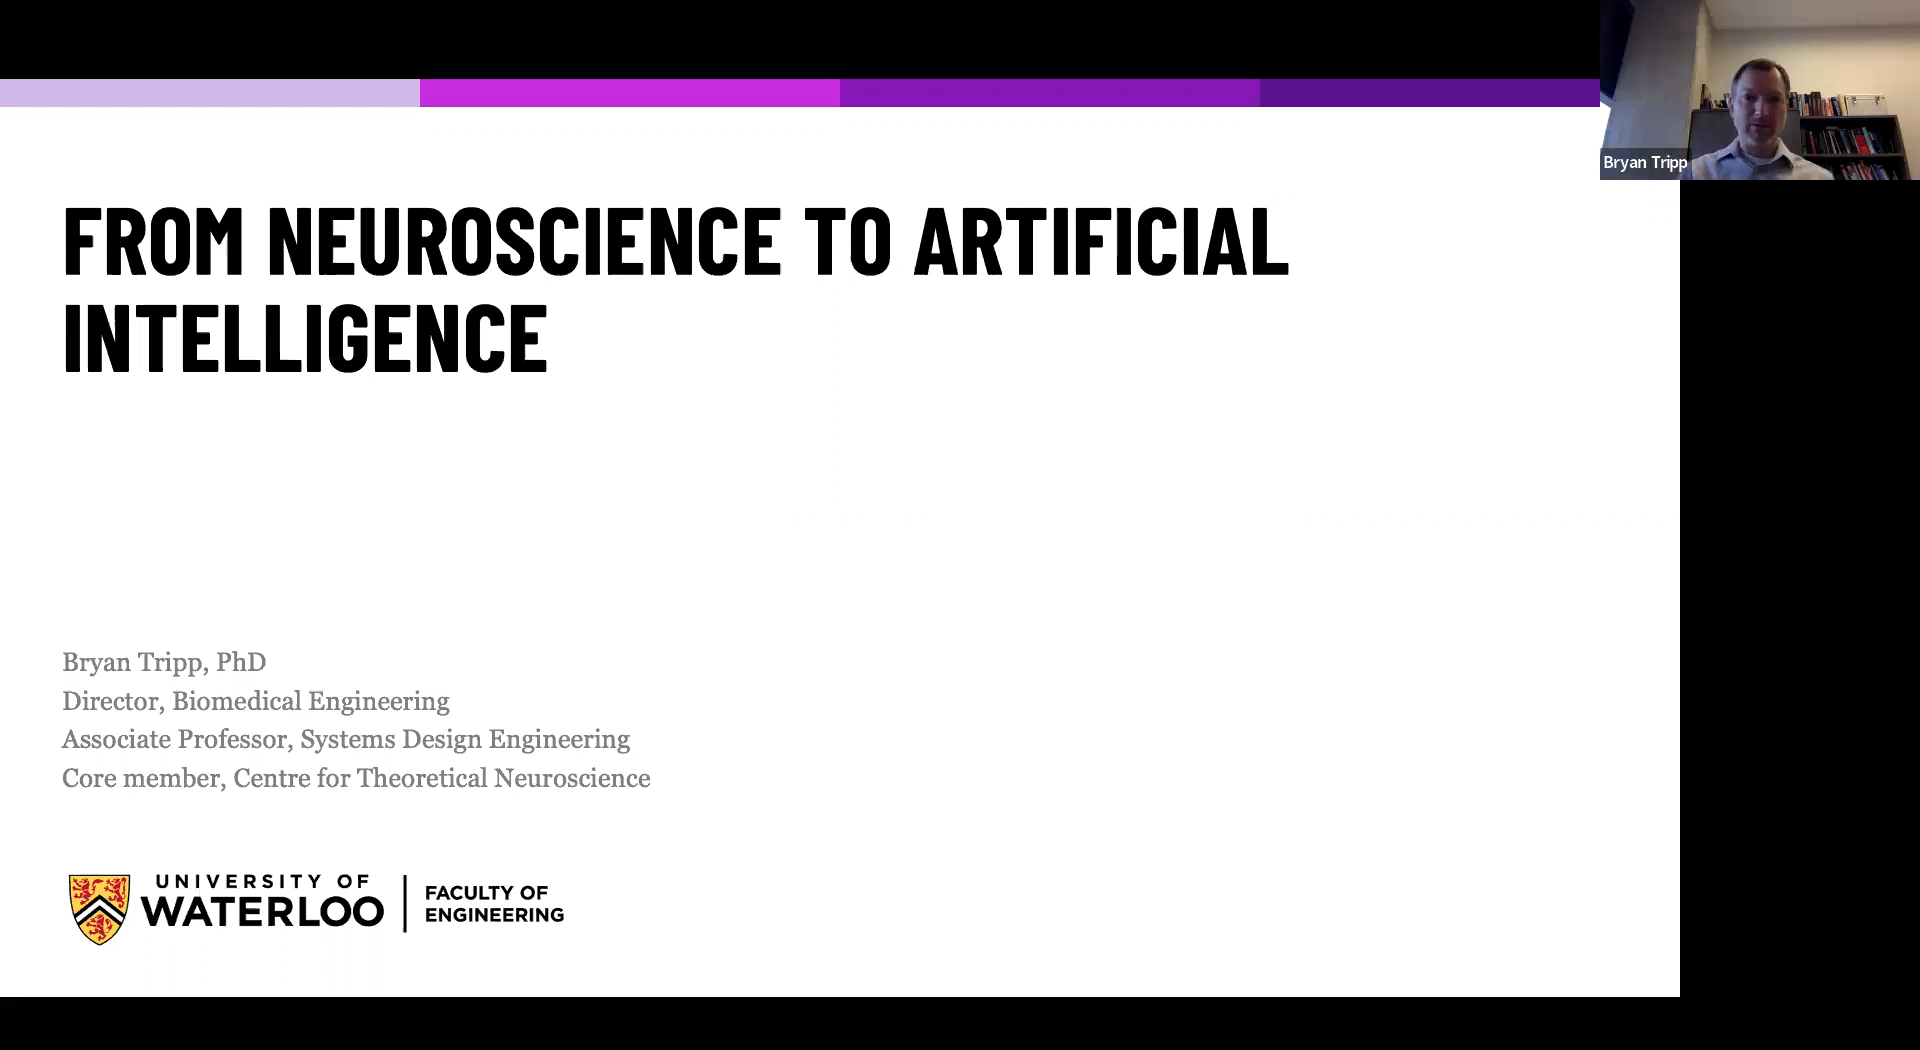 FROM NEUROSCIENCE TO ARTIFICIAL
INTELLIGENCE
Bryan Tripp
Bryan Tripp, PhD
Director, Biomedical Engineering
Associate Professor, Systems Design Engineering
Core member, Centre for Theoretical Neuroscience
UNIVERSITY OF
WATERLOO
FACULTY OF
ENGINEERING